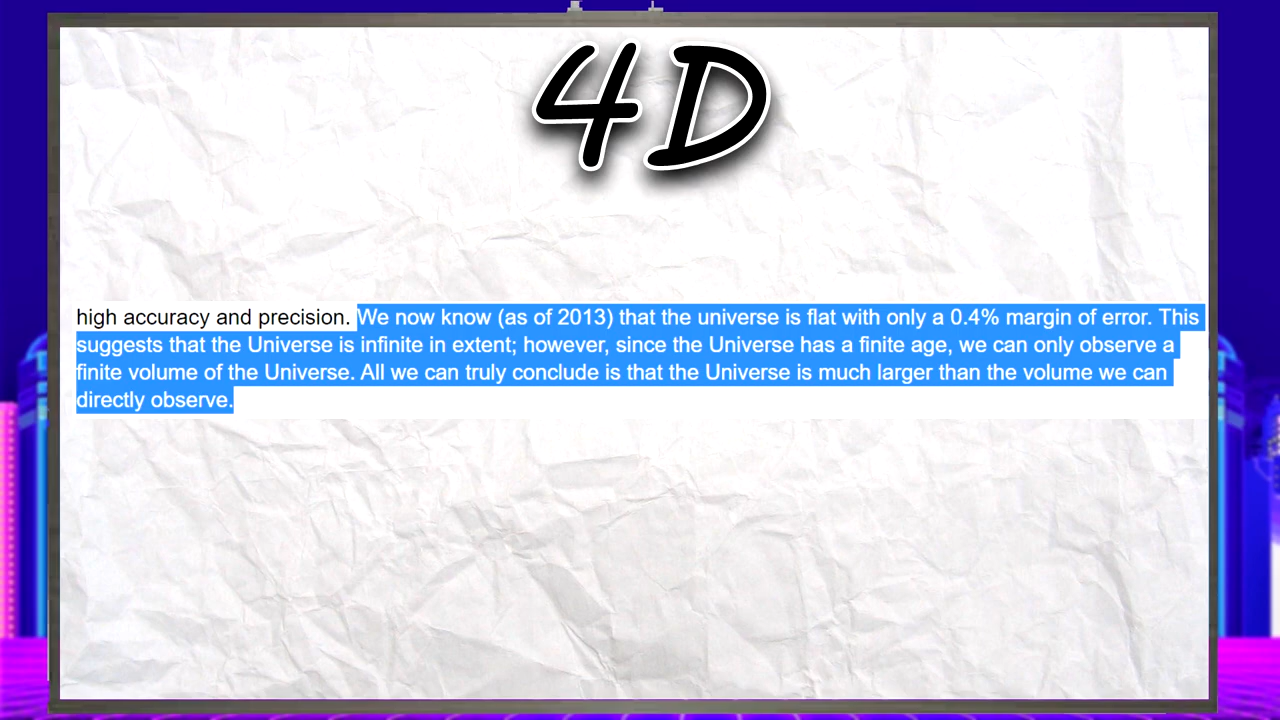 4D
high accuracy and precision. We now know (as of 2013) that the universe is flat with only a 0.4% margin of error. This
suggests that the Universe is infinite in extent; however, since the Universe has a finite age, we can only observe a
finite volume of the Universe. All we can truly conclude is that the Universe is much larger than the volume we can
directly observe.